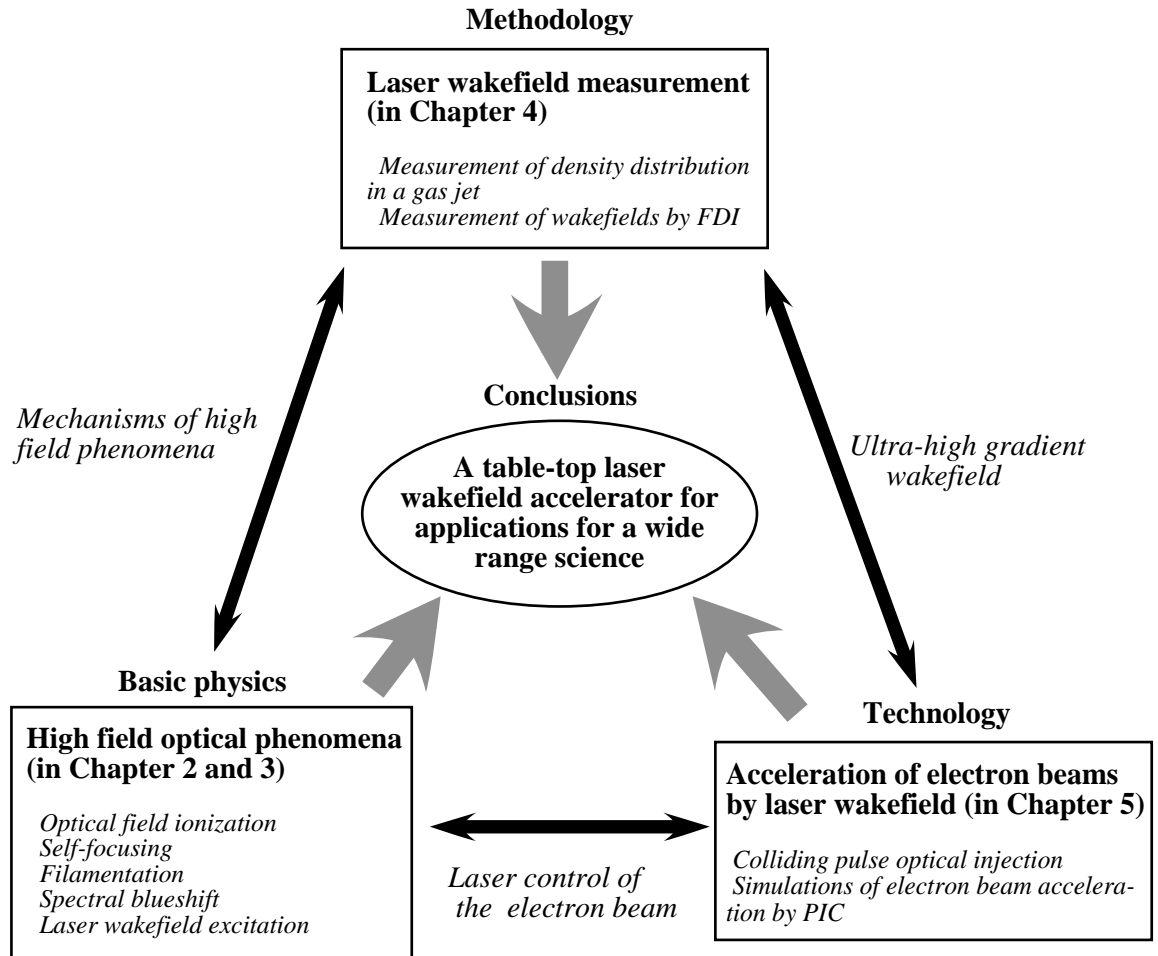 Methodology
Laser wakefield measurement
(in Chapter 4)
Measurement of density distribution
in a gas jet
Measurement of wakefields by FDI
Mechanisms of high
field phenomena
Conclusions
A table-top laser
wakefield accelerator for
applications for a wide
range science
Ultra-high gradient
wakefield
Basic physics
High field optical phenomena
(in Chapter 2 and 3)
Optical field ionization
Self-focusing
Filamentation
Spectral blueshift
Laser wakefield excitation
Laser control of
the electron beam
Technology
Acceleration of electron beams
by laser wakefield (in Chapter 5)
Colliding pulse optical injection
Simulations of electron beam accelera-
tion by PIC